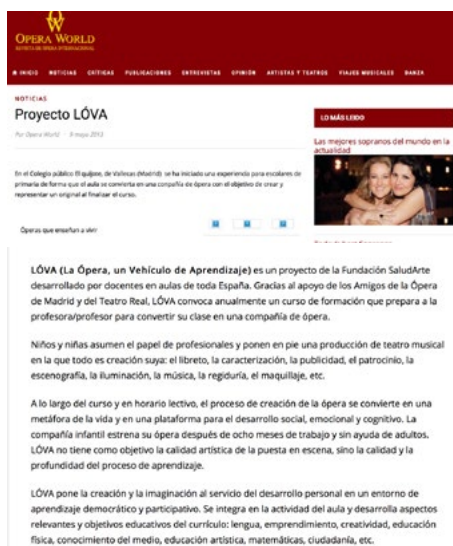 OPERA WORLD
REVISTA DE ÓPERA INTERNACIONAL
INICIO NOTICIAS CRÍTICAS PUBLICACIONES ENTREVISTAS OPINIÓN ARTISTAS Y TEATROS VIAJES MUSICALES DANZA
NOTICIAS
Proyecto LÓVA
Por Opera World 9 mayo 2013
LO MÁS LEIDO
Las mejores sopranos del mundo en la
actualidad
En el Colegio público El quijote, de Vallecas (Madrid) se ha iniciado una experiencia para escolares de
primaria de forma que el aula se convierta en una compañía de ópera con el objetivo de crear y
representar un original al finalizar el curso.
Óperas que enseñan a vivir
LÓVA (La Ópera, un Vehículo de Aprendizaje) es un proyecto de la Fundación SaludArte
desarrollado por docentes en aulas de toda España. Gracias al apoyo de los Amigos de la Ópera
de Madrid y del Teatro Real, LÓVA convoca anualmente un curso de formación que prepara a la
profesora/profesor para convertir su clase en una compañía de ópera.
Niños y niñas asumen el papel de profesionales y ponen en pie una producción de teatro musical
en la que todo es creación suya: el libreto, la caracterización, la publicidad, el patrocinio, la
escenografía, la iluminación, la música, la regiduría, el maquillaje, etc.
A lo largo del curso y en horario lectivo, el proceso de creación de la ópera se convierte en una
metáfora de la vida y en una plataforma para el desarrollo social, emocional y cognitivo. La
compañía infantil estrena su ópera después de ocho meses de trabajo y sin ayuda de adultos.
LÓVA no tiene como objetivo la calidad artística de la puesta en escena, sino la calidad y la
profundidad del proceso de aprendizaje.
LÓVA pone la creación y la imaginación al servicio del desarrollo personal en un entorno de
aprendizaje democrático y participativo. Se integra en la actividad del aula y desarrolla aspectos
relevantes y objetivos educativos del currículo: lengua, emprendimiento, creatividad, educación
física, conocimiento del medio, educación artística, matemáticas, ciudadanía, etc.